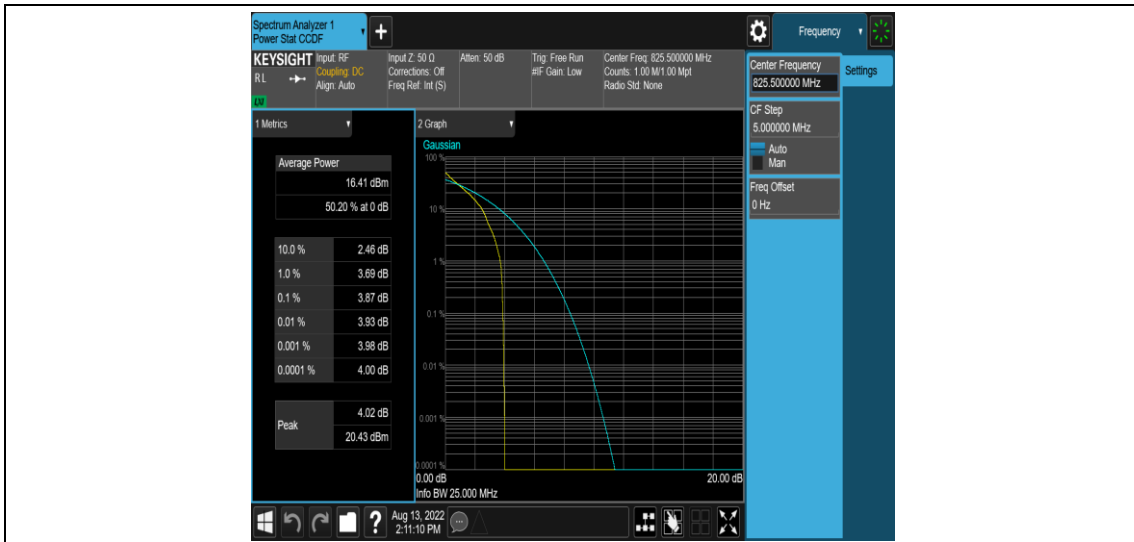 Spectrum Analyzer 1
Power Stat CCDF
Frequency
KEYSIGHT
RL
Input: RF
Coupling: DC
Align: Auto
Input Z: 50 Ω
Corrections: Off
Freq Ref: Int (S)
Atten: 50 dB
Trig: Free Run
#IF Gain: Low
Center Freq: 825.500000 MHz
Counts: 1.00 M/1.00 Mpt
Radio Std: None
1 Metrics
Average Power
16.41 dBm
50.20 % at 0 dB
10.0 % 2.46 dB
1.0 % 3.69 dB
0.1 % 3.87 dB
0.01 % 3.93 dB
0.001 % 3.98 dB
0.0001 % 4.00 dB
Peak
4.02 dB
20.43 dBm
2 Graph
Gaussian
100 %
10 %
1 %
0.1 %
0.01 %
0.001 %
0.0001 %
0.00 dB 20.00 dB
Info BW 25.000 MHz
Center Frequency
825.500000 MHz
Settings
CF Step
5.000000 MHz
Auto
Man
Freq Offset
0 Hz
?
Aug 13, 2022
2:11:10 PM